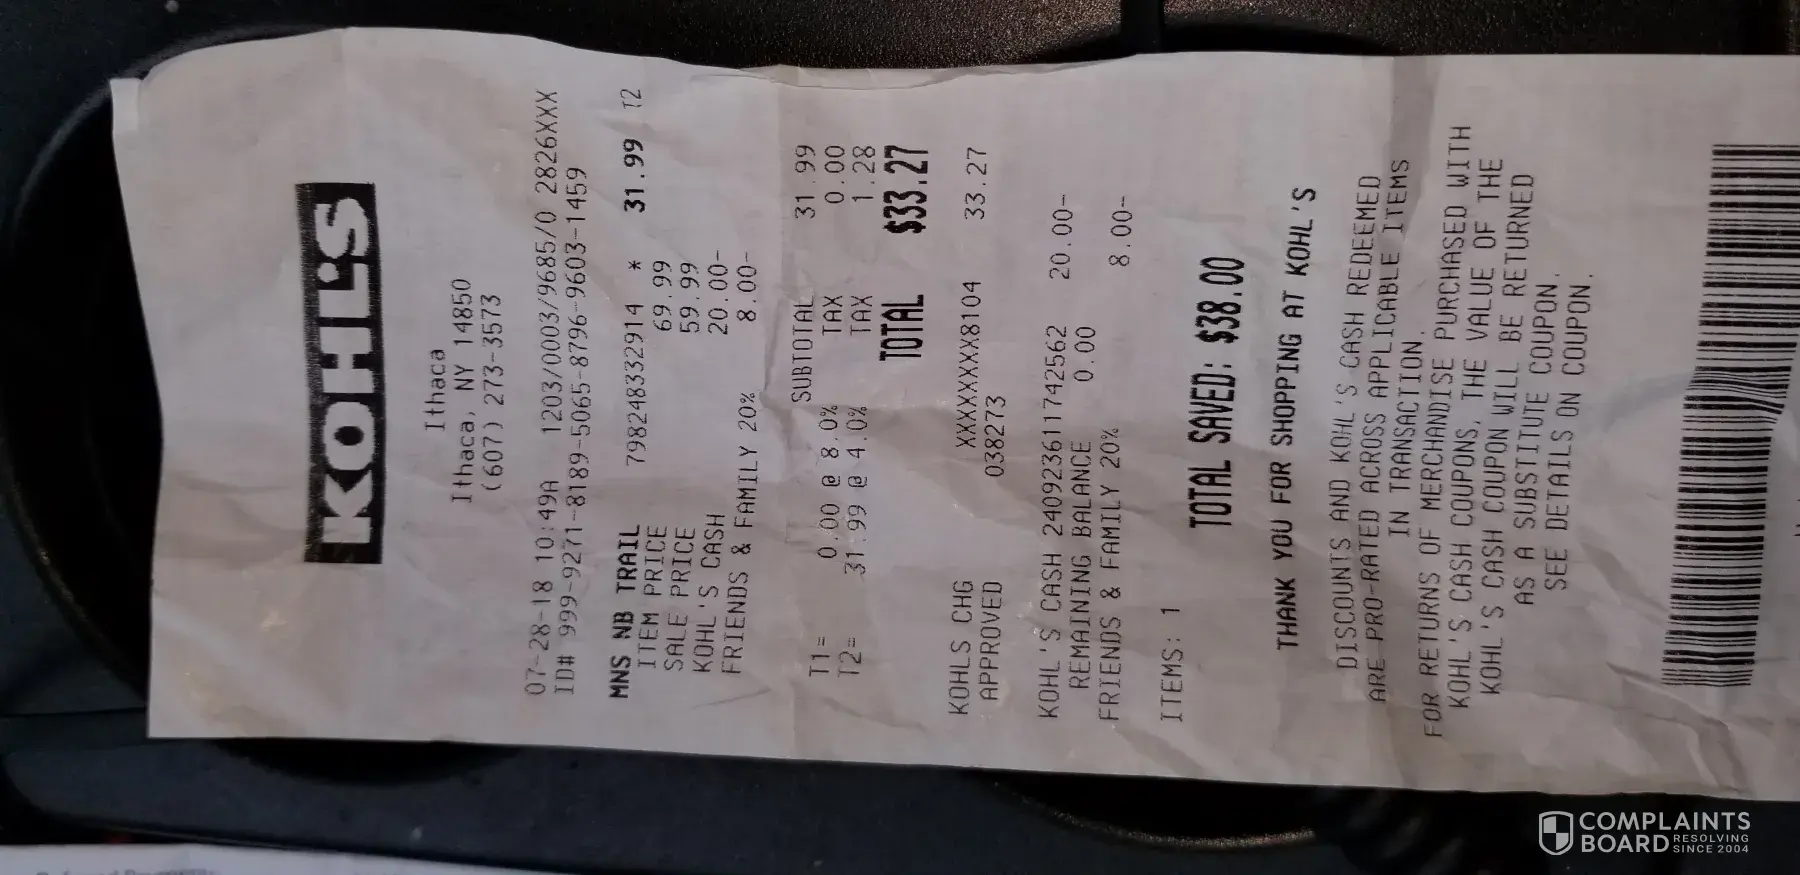 KOHL'S
Ithaca
Ithaca, NY 14850
(607) 273-3573
07-28-18 10:49A 1203/0003/9685/0 2826XXX
ID# 999-9271-8189-5065-8796-9603-1459
MNS NB TRAIL 798248332914 * 31.99 T2
ITEM PRICE 69.99
SALE PRICE 59.99
KOHL'S CASH 20.00-
FRIENDS & FAMILY 20% 8.00-
SUBTOTAL 31.99
T1= 0.00 @ 8.0% TAX 0.00
T2= 31.99 @ 4.0% TAX 1.28
TOTAL $33.27
KOHLS CHG XXXXXXXX8104 33.27
APPROVED 038273
KOHL'S CASH 240923611742562 20.00-
REMAINING BALANCE 0.00
FRIENDS & FAMILY 20% 8.00-
ITEMS: 1
TOTAL SAVED: $38.00
THANK YOU FOR SHOPPING AT KOHL'S
DISCOUNTS AND KOHL'S CASH REDEEMED
ARE PRO-RATED ACROSS APPLICABLE ITEMS
IN TRANSACTION.
FOR RETURNS OF MERCHANDISE PURCHASED WITH
KOHL'S CASH COUPONS, THE VALUE OF THE
KOHL'S CASH COUPON WILL BE RETURNED
AS A SUBSTITUTE COUPON.
SEE DETAILS ON COUPON.
COMPLAINTS
BOARD RESOLVING
SINCE 2004